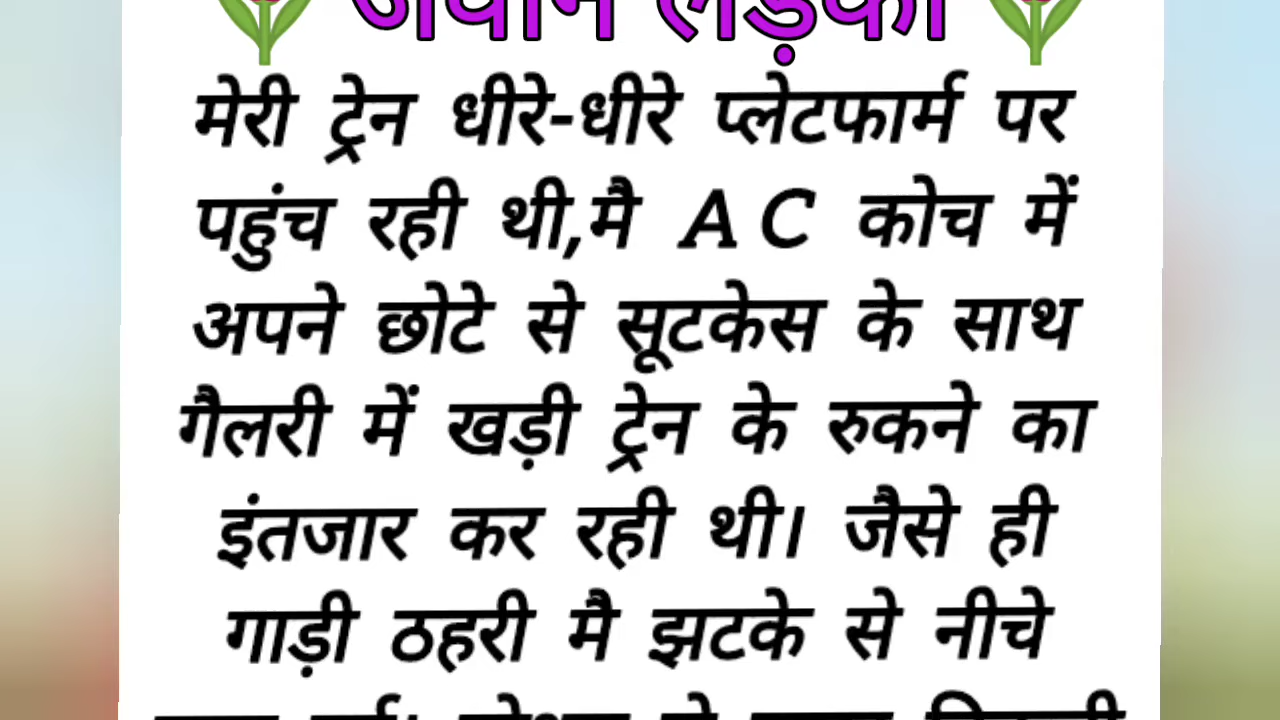 मेरी ट्रेन धीरे-धीरे प्लेटफार्म पर
पहुंच रही थी,मै A C कोच में
अपने छोटे से सूटकेस के साथ
गैलरी में खड़ी ट्रेन के रुकने का
इंतजार कर रही थी। जैसे ही
गाड़ी ठहरी मै झटके से नीचे